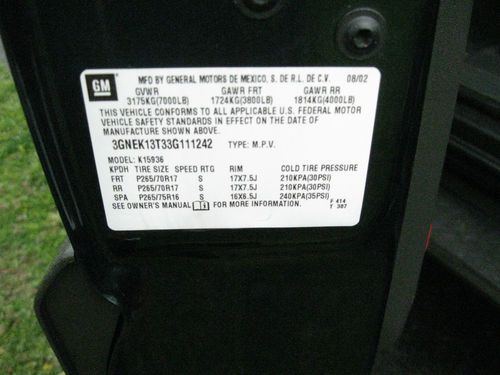 GM
MFD BY GENERAL MOTORS DE MEXICO, S. DE R.L. DE C.V. 08/02
GVWR GAWR FRT GAWR RR
3175KG(7000LB) 1724KG(3800LB) 1814KG(4000LB)
THIS VEHICLE CONFORMS TO ALL APPLICABLE U.S. FEDERAL MOTOR
VEHICLE SAFETY STANDARDS IN EFFECT ON THE DATE OF
MANUFACTURE SHOWN ABOVE.
3GNEK13T33G111242 TYPE: M.P.V.
MODEL: K15936
KPDH TIRE SIZE SPEED RTG RIM COLD TIRE PRESSURE
FRT P265/70R17 S 17X7.5J 210KPA(30PSI)
RR P265/70R17 S 17X7.5J 210KPA(30PSI)
SPA P265/75R16 S 16X6.5J 240KPA(35PSI)
SEE OWNER'S MANUAL FOR MORE INFORMATION. F 414
T 387